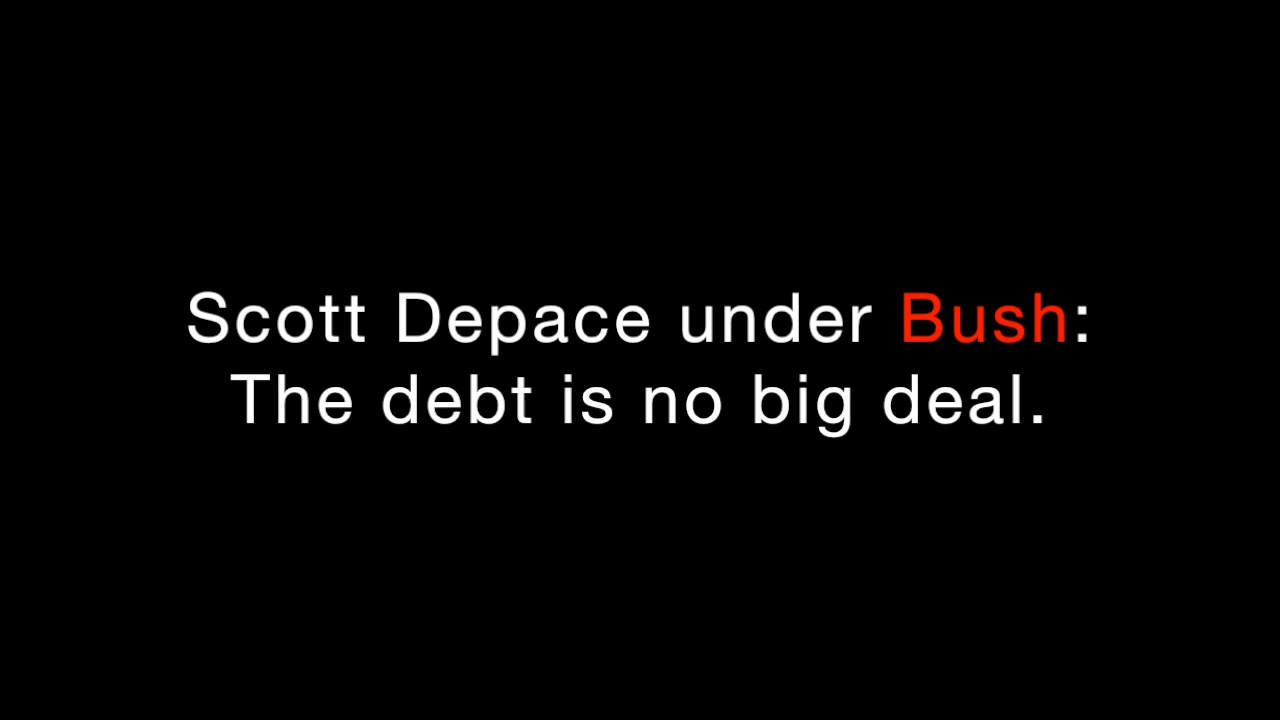 Scott Depace under Bush:
The debt is no big deal.